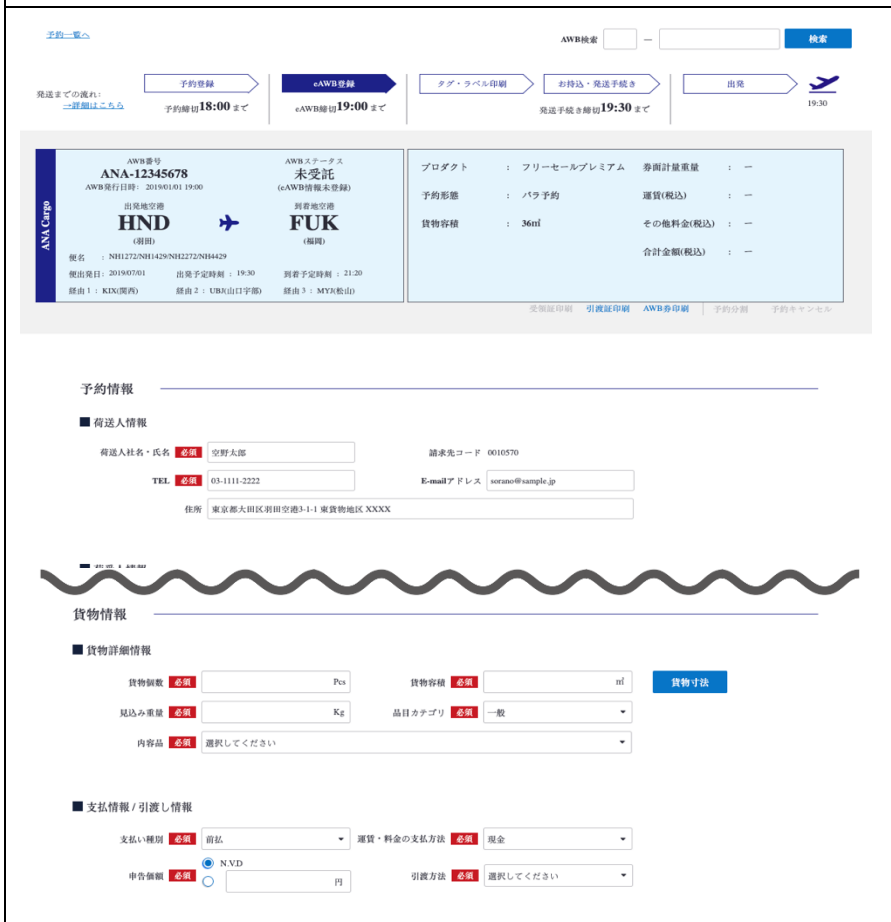 予約一覧へ
AWB検索 — 検索
発送までの流れ:
→詳細はこちら
予約登録
予約締切18:00 まで
eAWB登録
eAWB締切19:00 まで
タグ・ラベル印刷
お持込・発送手続き
発送手続き締切19:30 まで
出発
19:30
ANA Cargo
AWB番号
ANA-12345678
AWB発行日時: 2019/01/01 19:00
AWBステータス
未受託
(eAWB情報未登録)
出発地空港
HND
(羽田)
到着地空港
FUK
(福岡)
便名 : NH1272/NH1429/NH2272/NH4429
便出発日: 2019/07/01 出発予定時刻 : 19:30 到着予定時刻 : 21:20
経由 1 : KIX(関西) 経由 2 : UBJ(山口宇部) 経由 3 : MYJ(松山)
プロダクト : フリーセールプレミアム
予約形態 : バラ予約
貨物容積 : 36㎥
券面計量重量 : —
運賃(税込) : —
その他料金(税込) : —
合計金額(税込) : —
受領証印刷 引渡証印刷 AWB券印刷 予約分割 予約キャンセル
予約情報
■ 荷送人情報
荷送人社名・氏名 必須 空野太郎 請求先コード 0010570
TEL 必須 03-1111-2222 E-mailアドレス sorano@sample.jp
住所 東京都大田区羽田空港3-1-1 東貨物地区 XXXX
貨物情報
■ 貨物詳細情報
貨物個数 必須 Pcs 貨物容積 必須 ㎥ 貨物寸法
見込み重量 必須 Kg 品目カテゴリ 必須 一般
内容品 必須 選択してください
■ 支払情報 / 引渡し情報
支払い種別 必須 前払 運賃・料金の支払方法 必須 現金
申告価額 必須 N.V.D
円
引渡方法 必須 選択してください